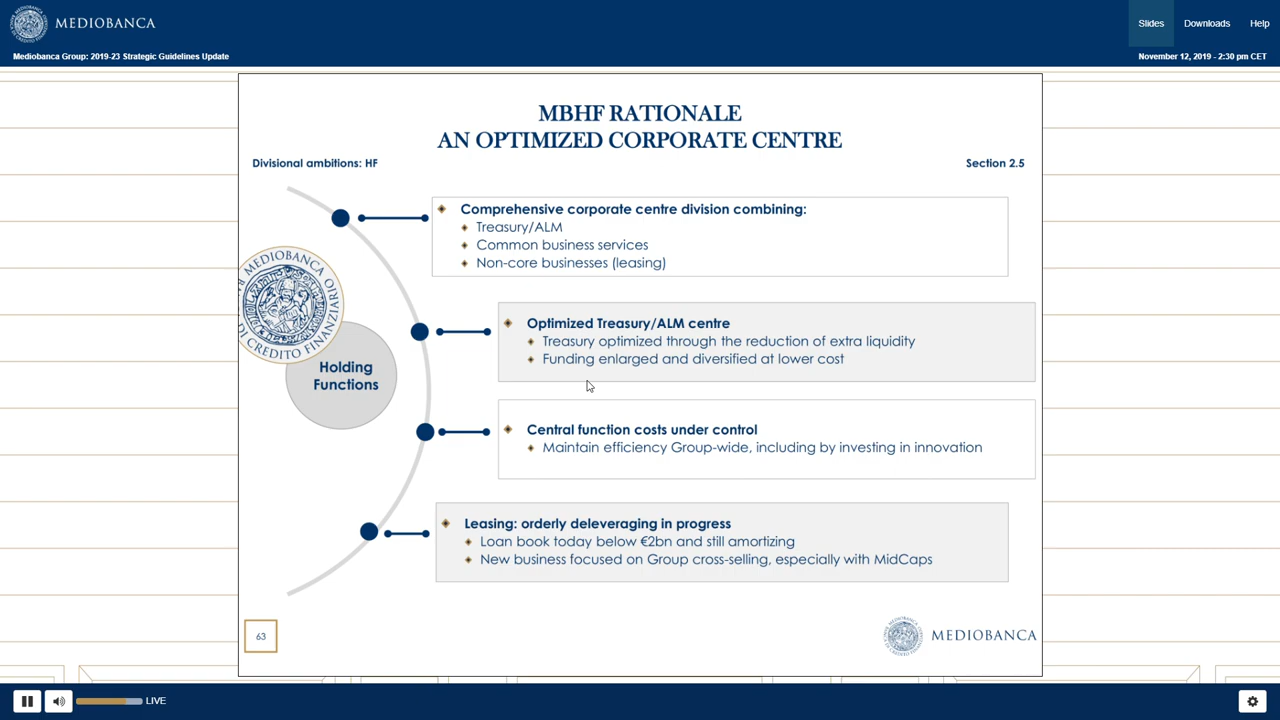 MEDIOBANCA
Slides
Downloads
Help
Mediobanca Group: 2019-23 Strategic Guidelines Update
November 12, 2019 - 2:30 pm CET
MBHF RATIONALE
AN OPTIMIZED CORPORATE CENTRE
Divisional ambitions: HF
Section 2.5
Comprehensive corporate centre division combining:
Treasury/ALM
Common business services
Non-core businesses (leasing)
MEDIOBANCA
DI CREDITO FINANZIARIO
Holding
Functions
Optimized Treasury/ALM centre
Treasury optimized through the reduction of extra liquidity
Funding enlarged and diversified at lower cost
Central function costs under control
Maintain efficiency Group-wide, including by investing in innovation
Leasing: orderly deleveraging in progress
Loan book today below €2bn and still amortizing
New business focused on Group cross-selling, especially with MidCaps
63
MEDIOBANCA
LIVE